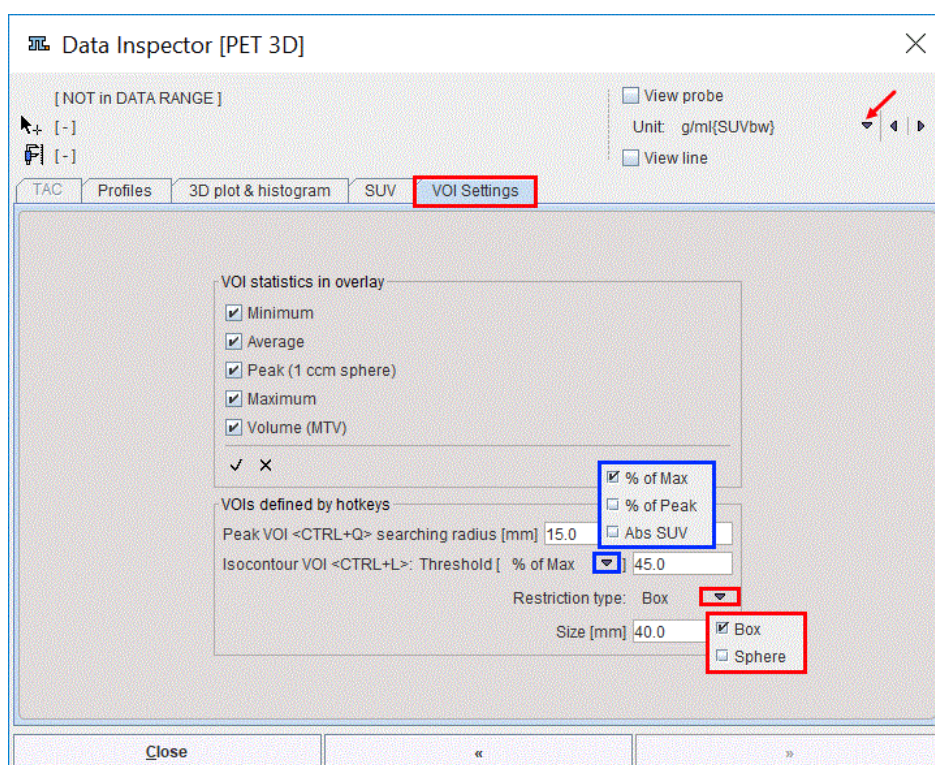 Data Inspector [PET 3D]
[ NOT in DATA RANGE ]
View probe
[ - ]
Unit: g/ml{SUVbw}
[ - ]
View line
TAC Profiles 3D plot & histogram SUV VOI Settings
VOI statistics in overlay
Minimum
Average
Peak (1 ccm sphere)
Maximum
Volume (MTV)
% of Max
% of Peak
Abs SUV
VOIs defined by hotkeys
Peak VOI <CTRL+Q> searching radius [mm] 15.0
Isocontour VOI <CTRL+L>: Threshold [ % of Max ] 45.0
Restriction type: Box
Size [mm] 40.0
Box
Sphere
Close « »